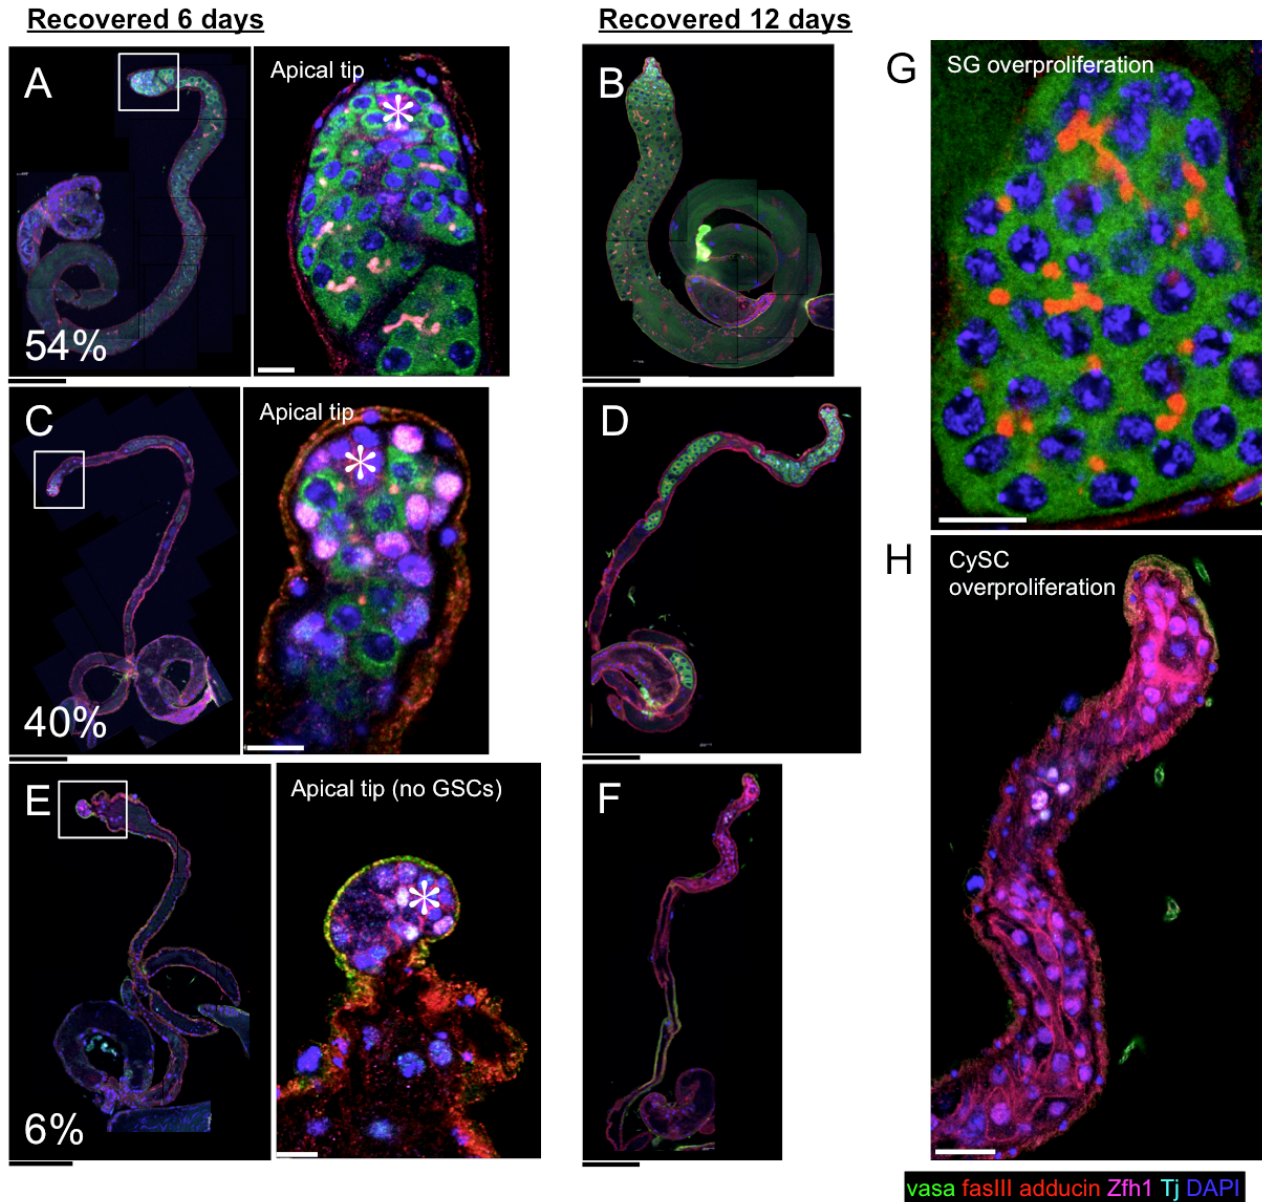 Recovered 6 days
Recovered 12 days
A
Apical tip
*
54%
B
G
SG overproliferation
C
Apical tip
*
40%
D
H
CySC
overproliferation
E
Apical tip (no GSCs)
*
6%
F
vasa fasIII adducin Zfh1 Tj DAPI